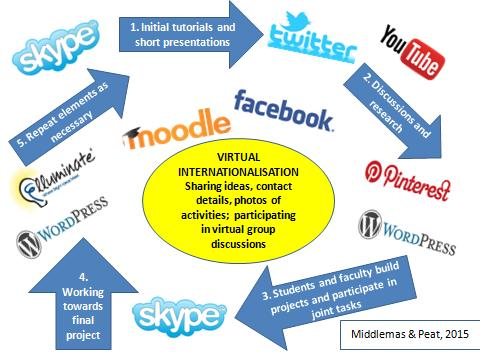 1. Initial tutorials and
short presentations
skype
twitter
You Tube
2. Discussions and
research
5. Repeat elements as
necessary
moodle
facebook.
VIRTUAL
INTERNATIONALISATION
Sharing ideas, contact
details, photos of
activities;  participating
in virtual group
discussions
Elluminate
Pinterest
WORDPRESS
WORDPRESS
4.
Working
towards
final
project
skype
3. Students and faculty build
projects and participate in
joint tasks
Middlemas & Peat, 2015